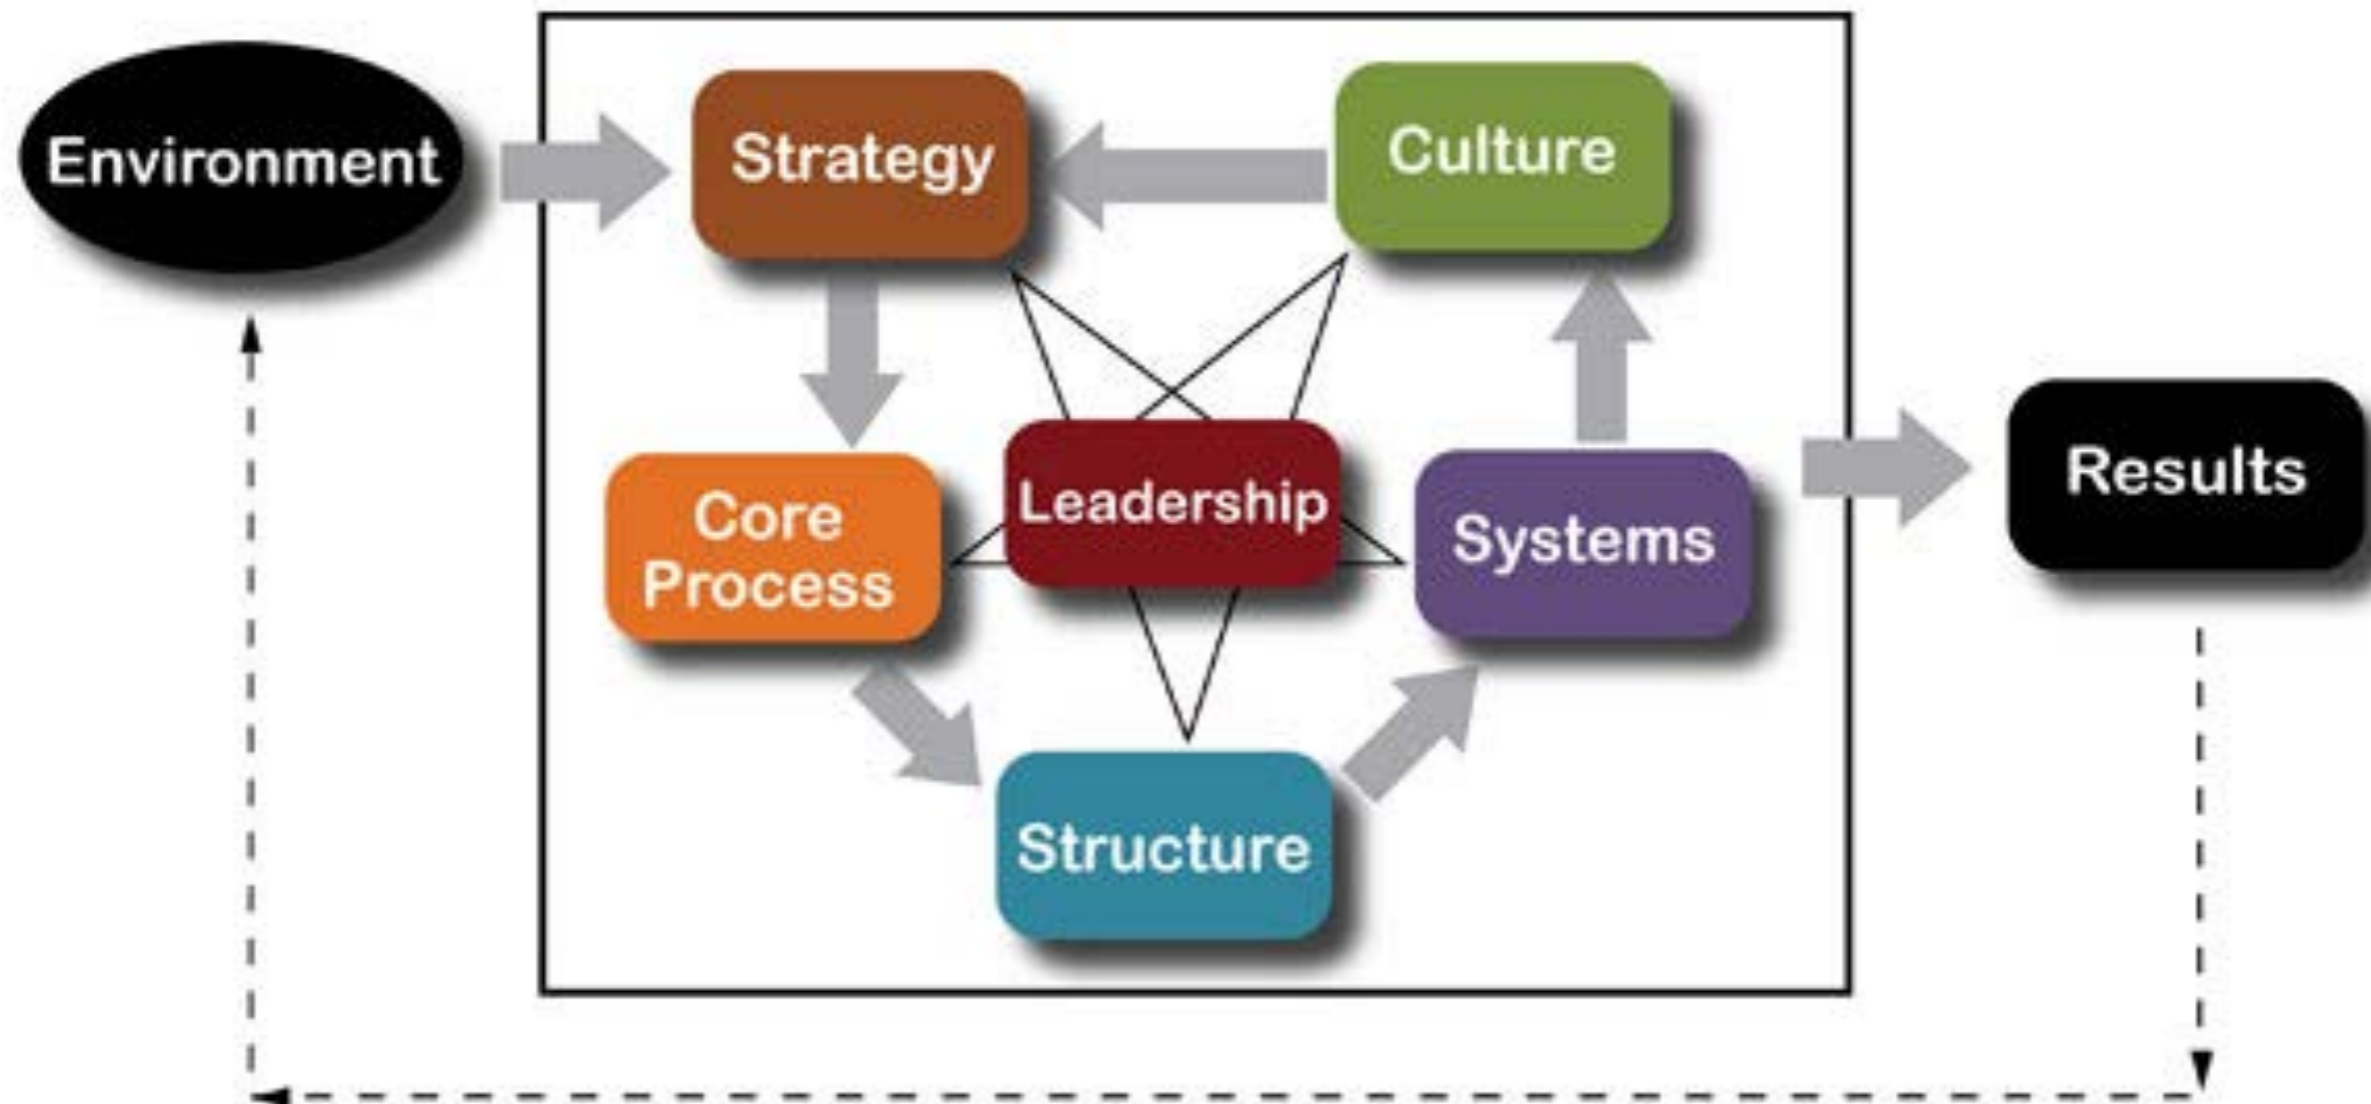 Environment
Strategy
Culture
Core
Process
Leadership
Systems
Results
Structure